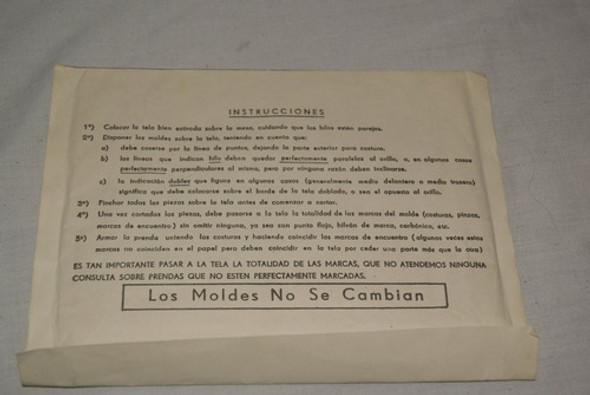 INSTRUCCIONES
1º) Colocar la tela bien estirada sobre la mesa, cuidando que los hilos estén parejos.
2º) Disponer los moldes sobre la tela, teniendo en cuenta que:
a) debe coserse por la línea de puntos, dejando la parte exterior para costura.
b) las líneas que indican hilo deben quedar perfectamente paralelas al orillo, o, en algunos casos
perfectamente perpendiculares al mismo, pero por ninguna razón deben inclinarse.
c) la indicación doblez que figura en algunos casos (generalmente medio delantero o medio trasero)
significa que debe colocarse sobre el borde de la tela doblado, o sea el opuesto al orillo.
3º) Pinchar todas las piezas sobre la tela antes de comenzar a cortar.
4º) Una vez cortadas las piezas, debe pasarse a la tela la totalidad de las marcas del molde (costuras, pinzas,
marcas de encuentro) sin omitir ninguna, ya sea con punto flojo, hilván de marca, carbónico, etc.
5º) Armar la prenda uniendo las costuras y haciendo coincidir las marcas de encuentro (algunas veces estas
marcas no coinciden en el papel pero deben coincidir en la tela por ceder una parte más que la otra)
ES TAN IMPORTANTE PASAR A LA TELA LA TOTALIDAD DE LAS MARCAS, QUE NO ATENDEMOS NINGUNA
CONSULTA SOBRE PRENDAS QUE NO ESTEN PERFECTAMENTE MARCADAS.
Los Moldes No Se Cambian